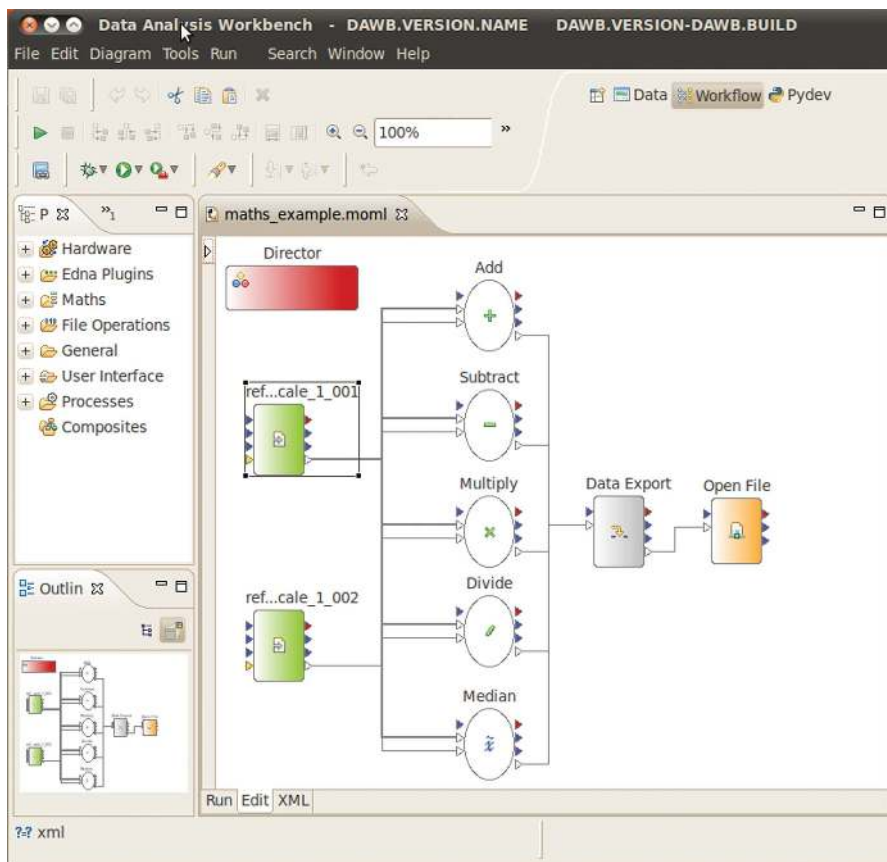 Data Analysis Workbench - DAWB.VERSION.NAME DAWB.VERSION-DAWB.BUILD
File Edit Diagram Tools Run Search Window Help
Data Workflow Pydev
100% »
P »1
maths_example.moml
Hardware
Edna Plugins
Maths
File Operations
General
User Interface
Processes
Composites
Director
Add
ref...cale_1_001
Subtract
Multiply
Data Export
Open File
Divide
ref...cale_1_002
Median
x̃
Outlin
Run Edit XML
?=? xml